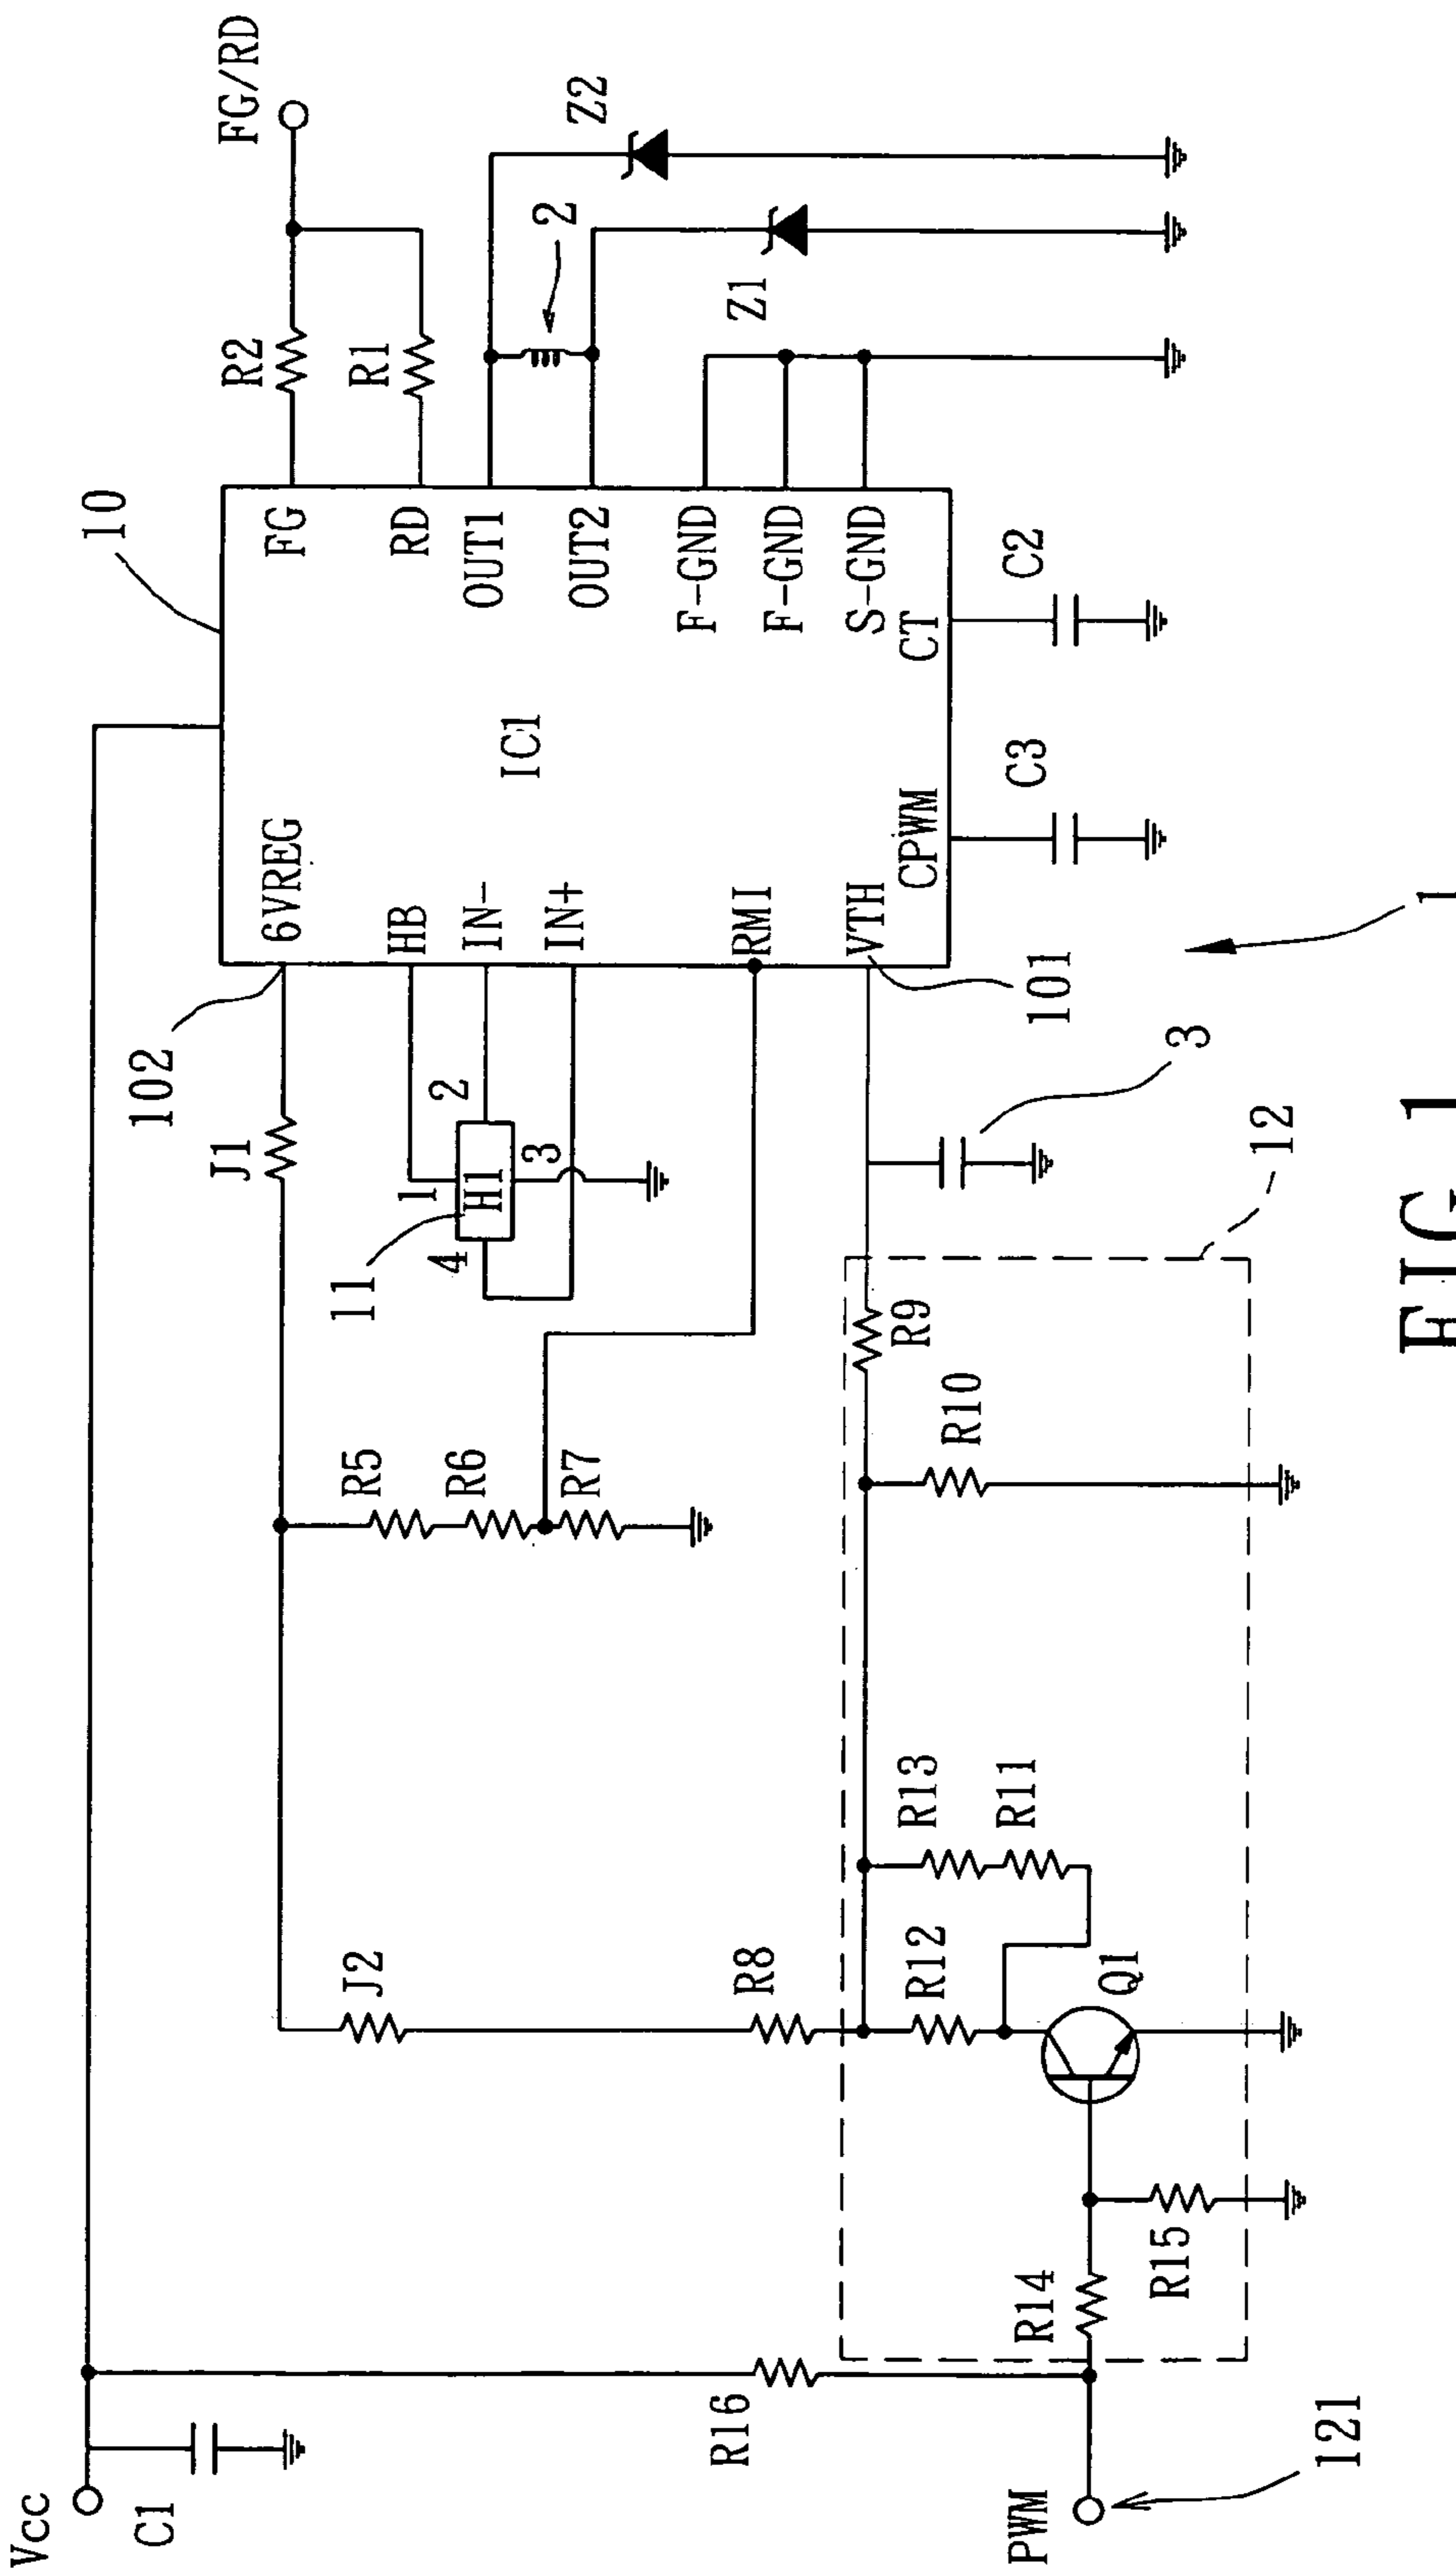 Vcc
C1
R16
PWM
121
R14
R15
Q1
R12
R13
R11
R8
J2
R5
R6
R7
R10
R9
12
J1
102
11
H1
1
2
3
4
3
101
1
10
IC1
6VREG
HB
IN-
IN+
RMI
VTH
CPWM
CT
FG
RD
OUT1
OUT2
F-GND
F-GND
S-GND
C3
C2
R2
R1
FG/RD
2
Z1
Z2